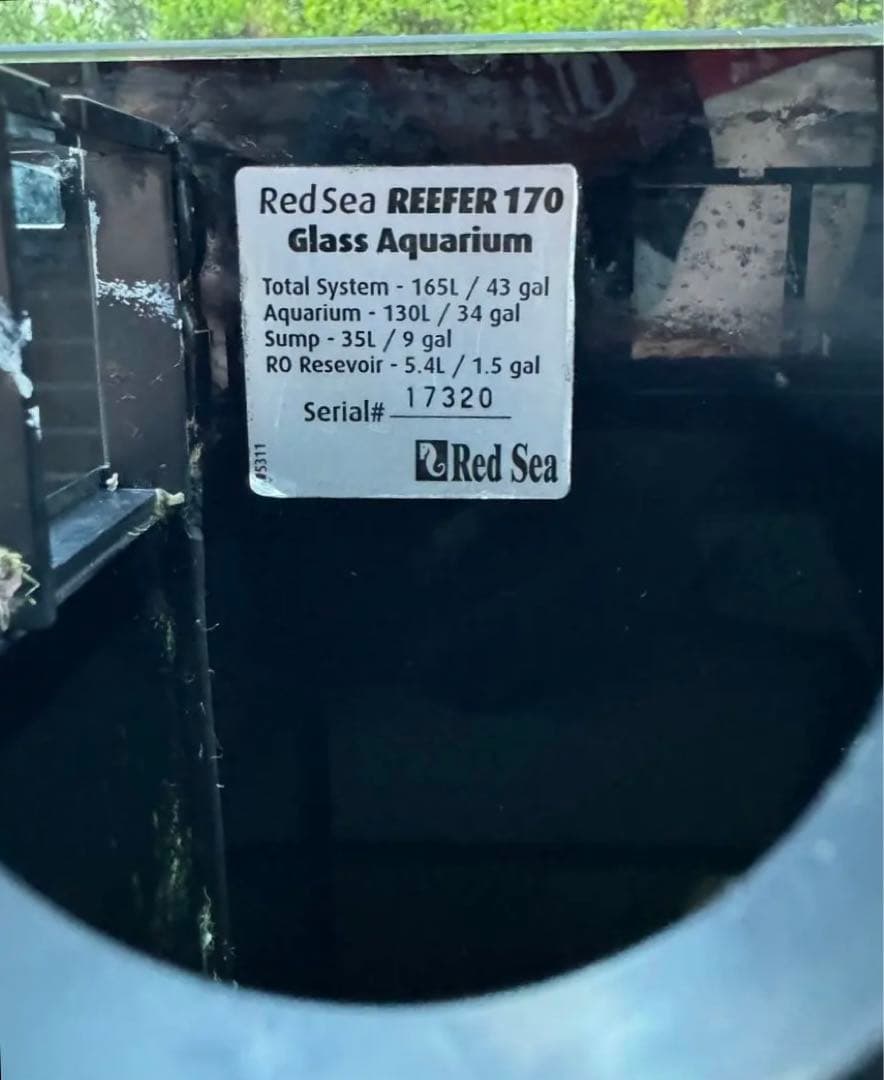 Red Sea REEFER 170
Glass Aquarium
Total System - 165L / 43 gal
Aquarium - 130L / 34 gal
Sump - 35L / 9 gal
RO Resevoir - 5.4L / 1.5 gal
Serial# 17320
Red Sea